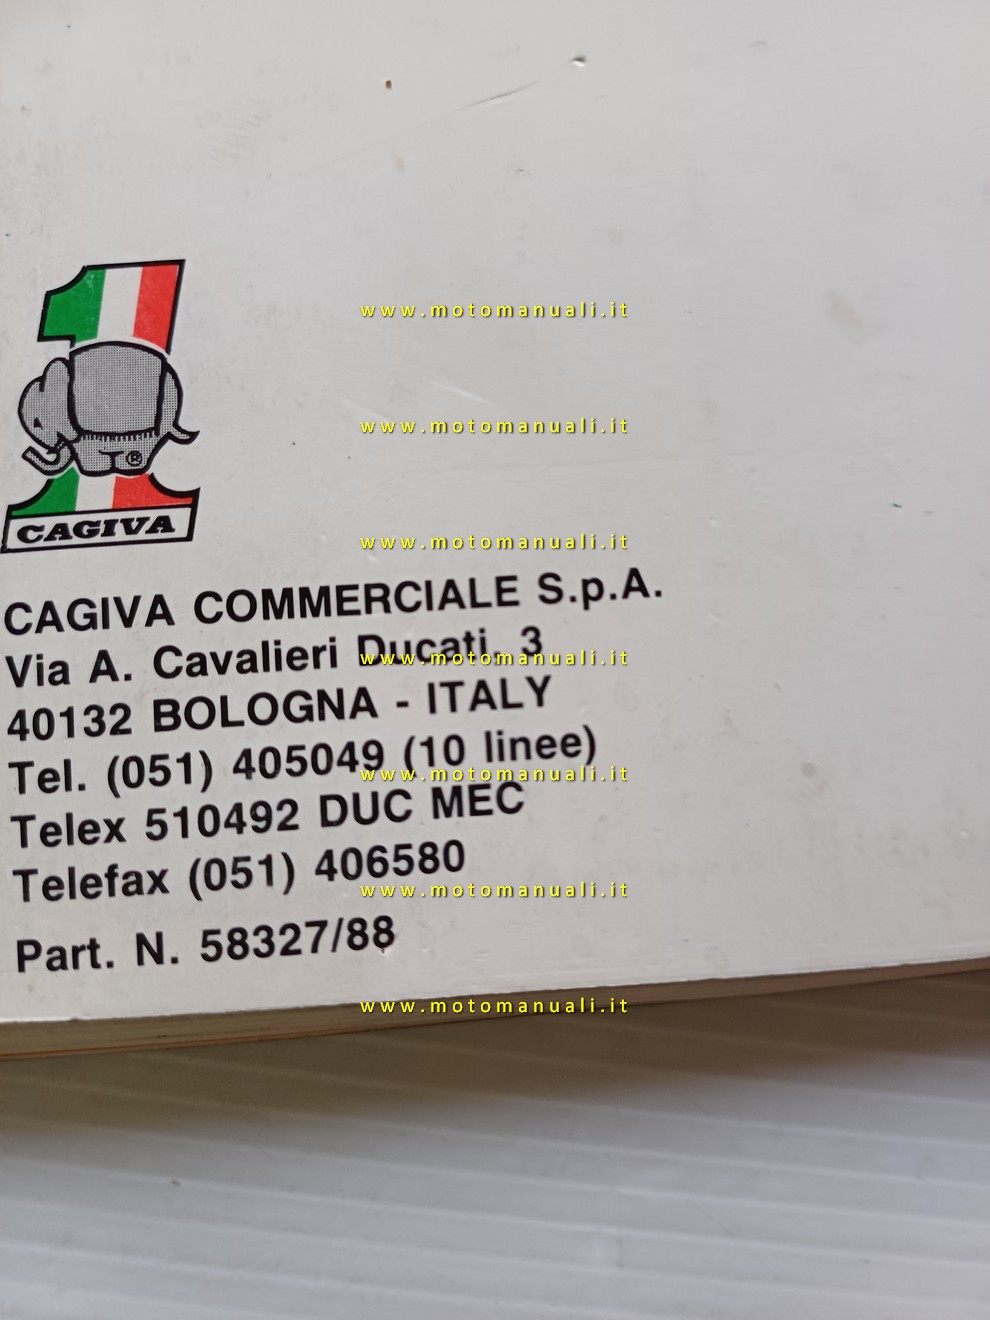 CAGIVA
CAGIVA COMMERCIALE S.p.A.
Via A. Cavalieri Ducati, 3
40132 BOLOGNA - ITALY
Tel. (051) 405049 (10 linee)
Telex 510492 DUC MEC
Telefax (051) 406580
Part. N. 58327/88
www.motomanuali.it
www.motomanuali.it
www.motomanuali.it
www.motomanuali.it
www.motomanuali.it
www.motomanuali.it
www.motomanuali.it